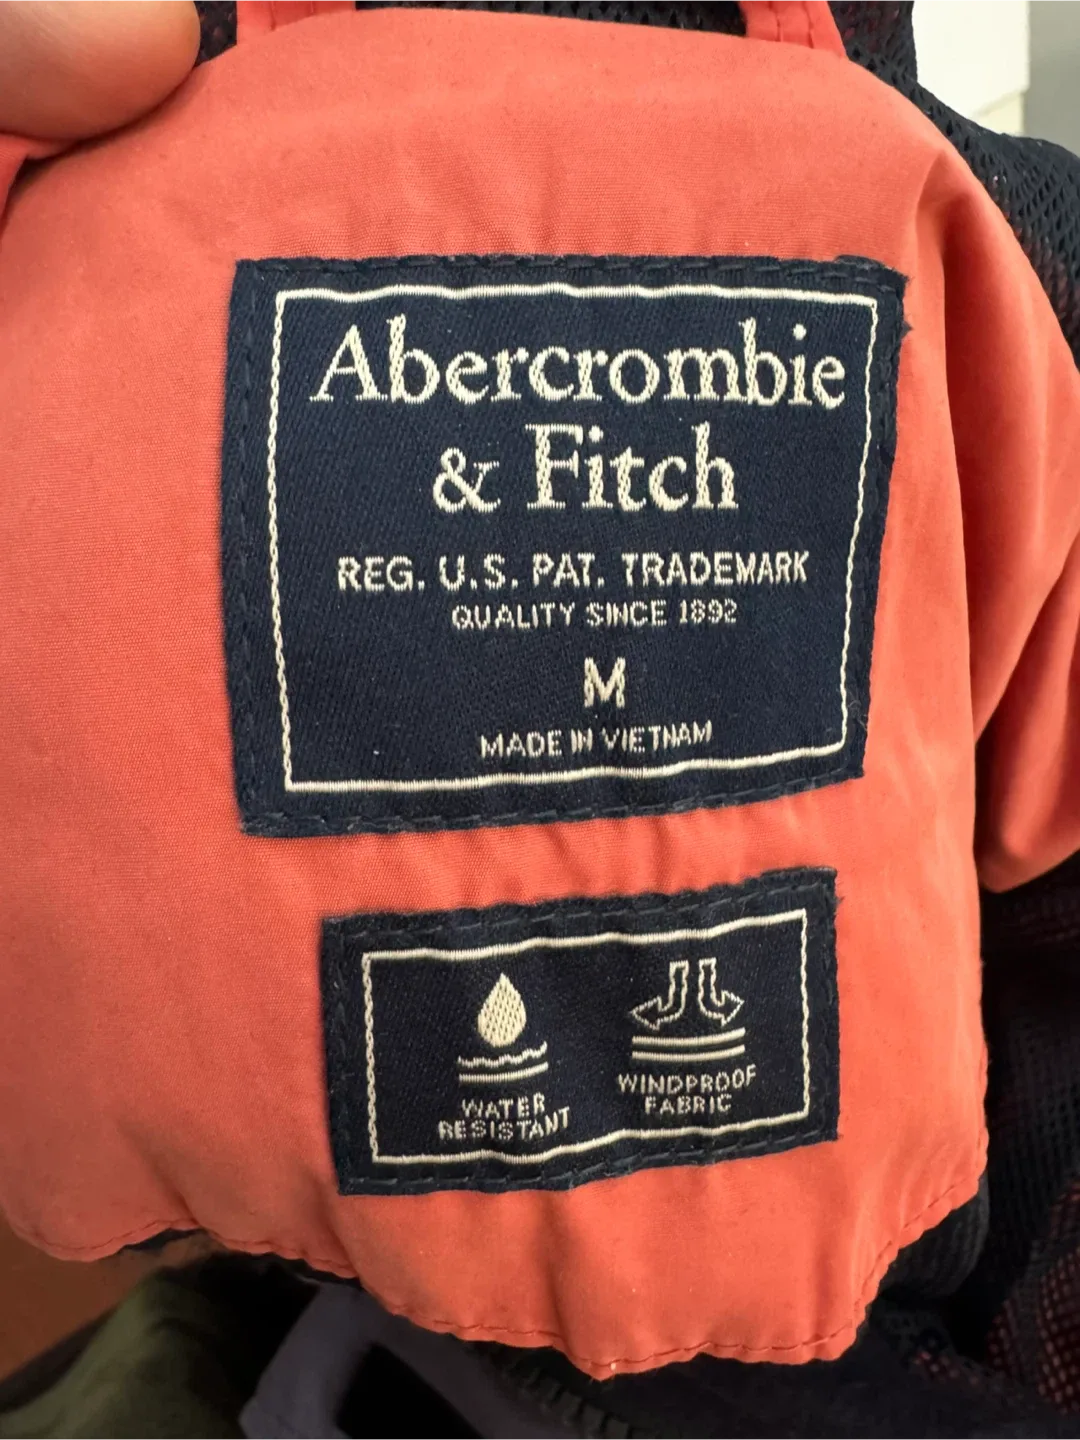 Abercrombie
& Fitch
REG. U.S. PAT. TRADEMARK
QUALITY SINCE 1892
M
MADE IN VIETNAM
WATER
RESISTANT
WINDPROOF
FABRIC